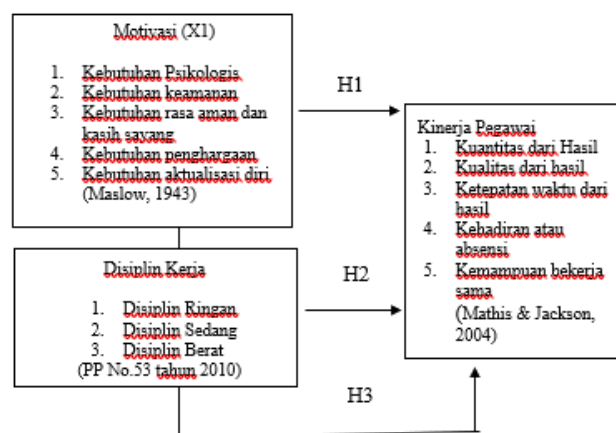 Motivasi (X1)
1. Kebutuhan Psikologis
2. Kebutuhan keamanan
3. Kebutuhan rasa aman dan
kasih sayang
4. Kebutuhan penghargaan
5. Kebutuhan aktualisasi diri
(Maslow, 1943)
H1
Kinerja Pegawai
1. Kuantitas dari Hasil
2. Kualitas dari hasil
3. Ketepatan waktu dari
hasil
4. Kehadiran atau
absensi
5. Kemampuan bekerja
sama
(Mathis & Jackson,
2004)
Disiplin Kerja
1. Disiplin Ringan
2. Disiplin Sedang
3. Disiplin Berat
(PP No.53 tahun 2010)
H2
H3